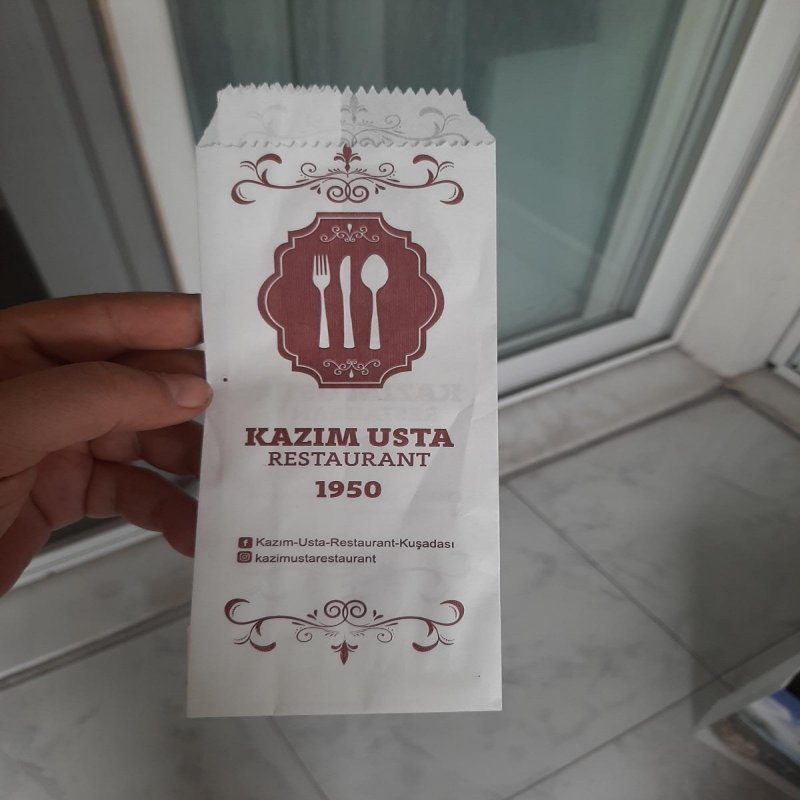 KAZIM USTA
RESTAURANT
1950
Kazım-Usta-Restaurant-Kuşadası
kazimustarestaurant